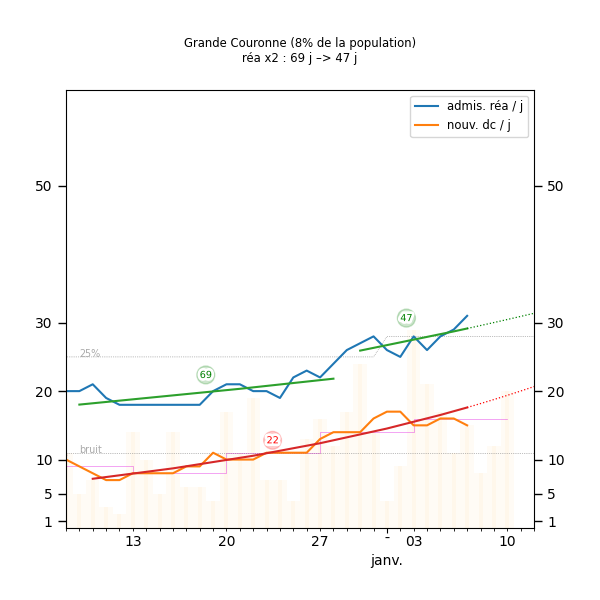 Grande Couronne (8% de la population)
réa x2 : 69 j –> 47 j
admis. réa / j
nouv. dc / j
50 50
30 47 30
25%
69
20 20
22
bruit
10 10
5 5
1 1
13 20 27 03 10
janv.